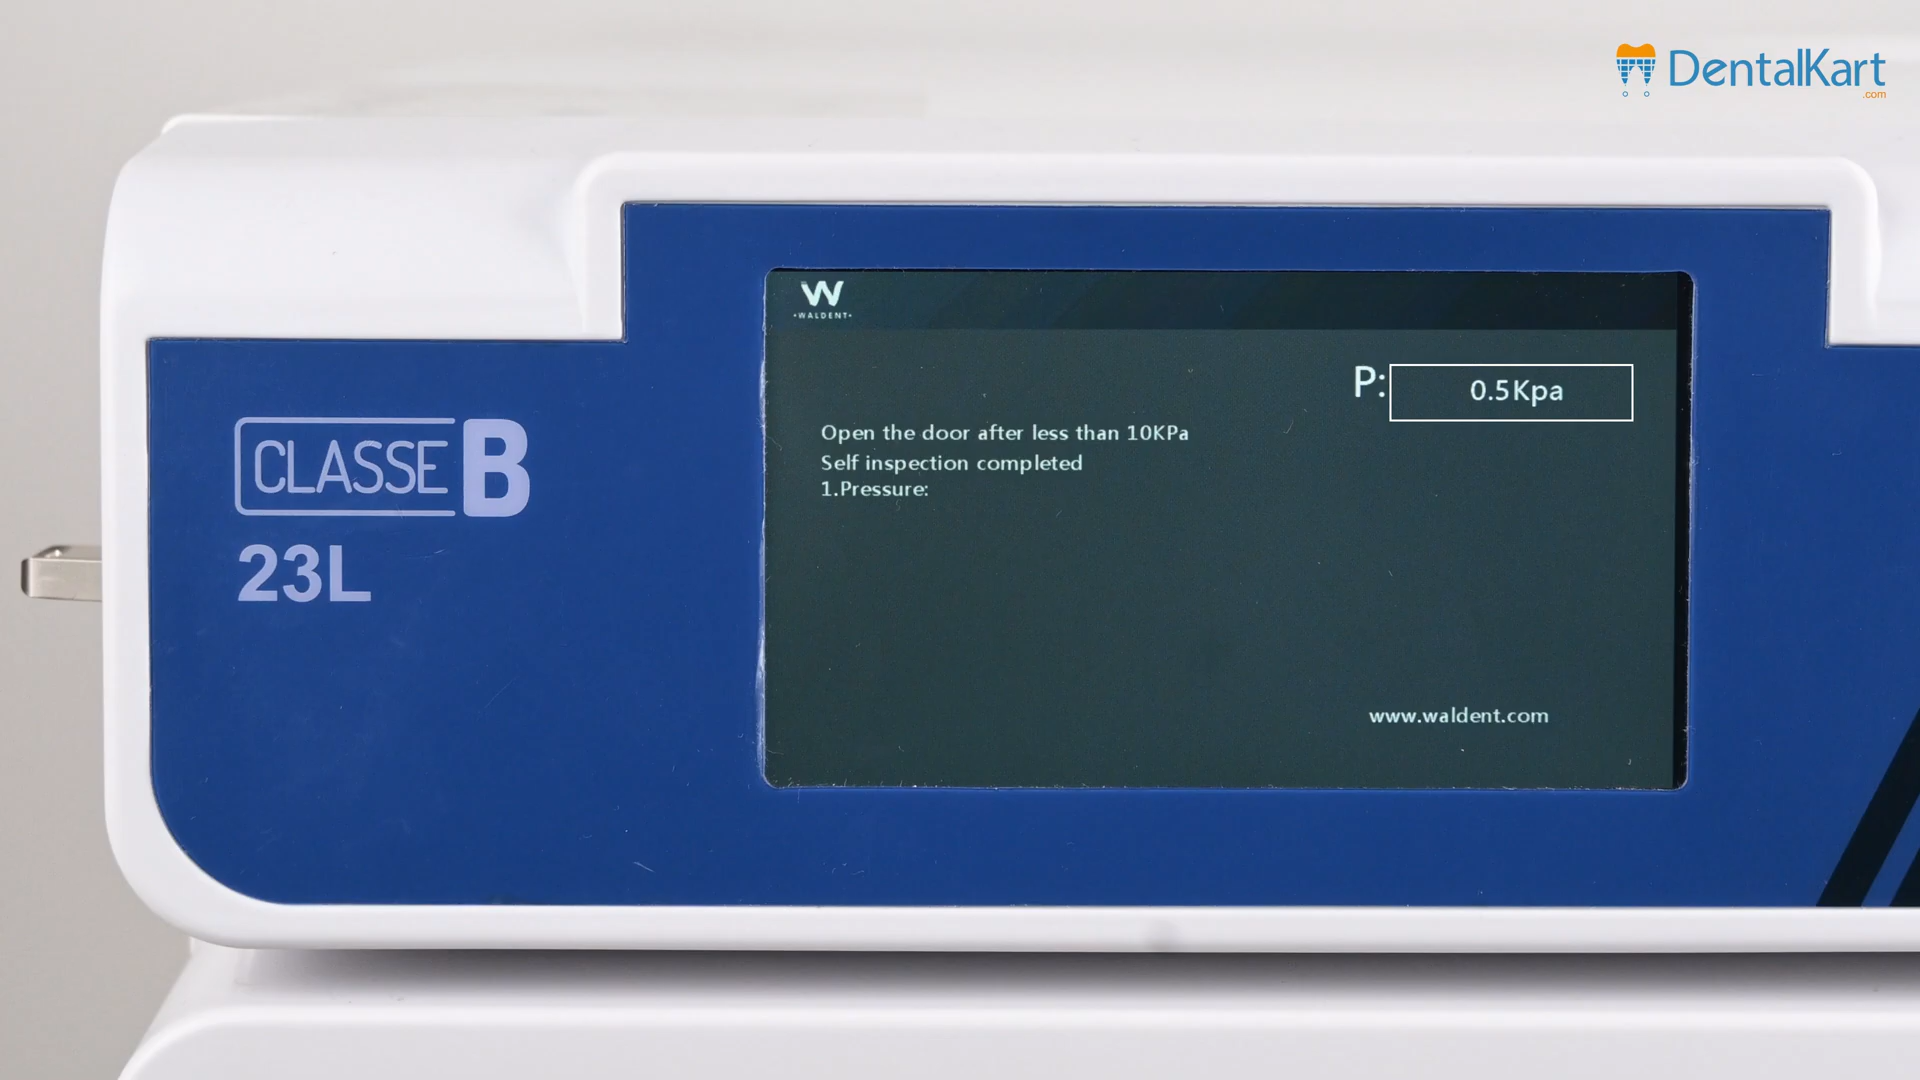 DentalKart
.com
W
•WALDENT•
P: 0.5Kpa
Open the door after less than 10KPa
Self inspection completed
1.Pressure:
www.waldent.com
CLASSE B
23L